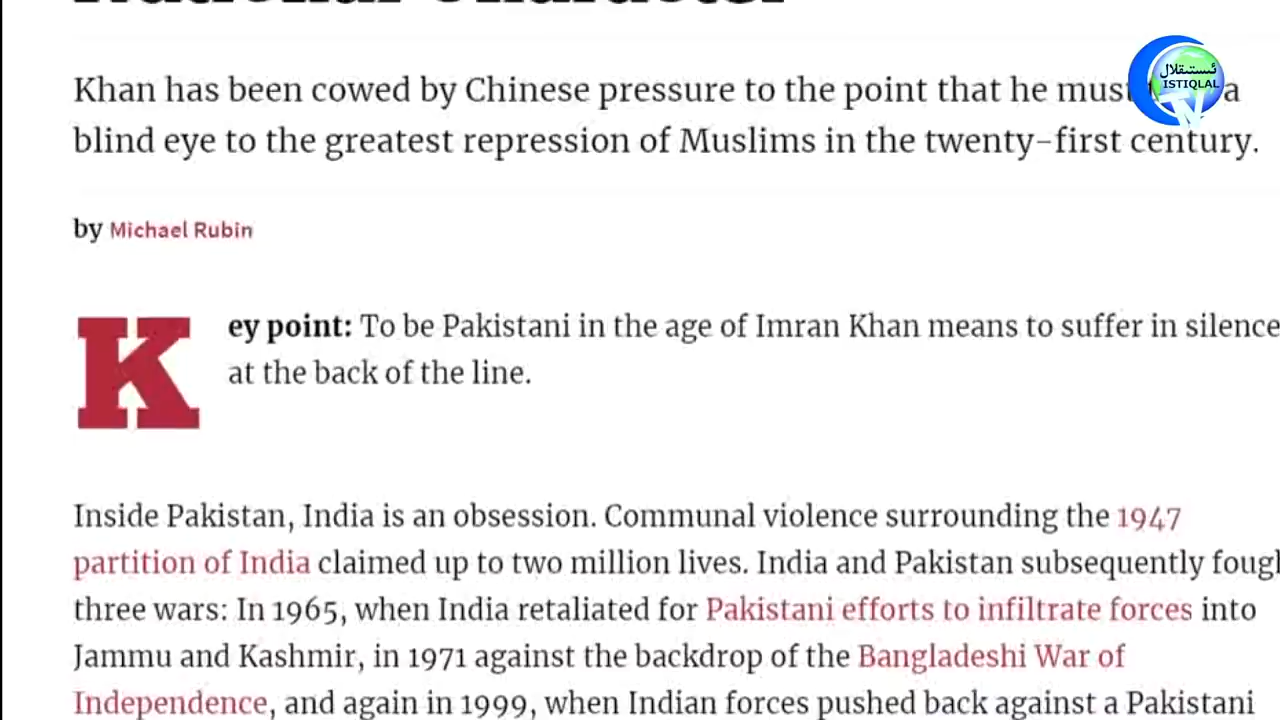 National Character
Khan has been cowed by Chinese pressure to the point that he must a
blind eye to the greatest repression of Muslims in the twenty-first century.
by Michael Rubin
Key point: To be Pakistani in the age of Imran Khan means to suffer in silence
at the back of the line.
Inside Pakistan, India is an obsession. Communal violence surrounding the 1947
partition of India claimed up to two million lives. India and Pakistan subsequently
three wars: In 1965, when India retaliated for Pakistani efforts to infiltrate forces into
Jammu and Kashmir, in 1971 against the backdrop of the Bangladeshi War of
Independence, and again in 1999, when Indian forces pushed back against a Pakistani
ئىستىقلال
ISTIQLAL
TV